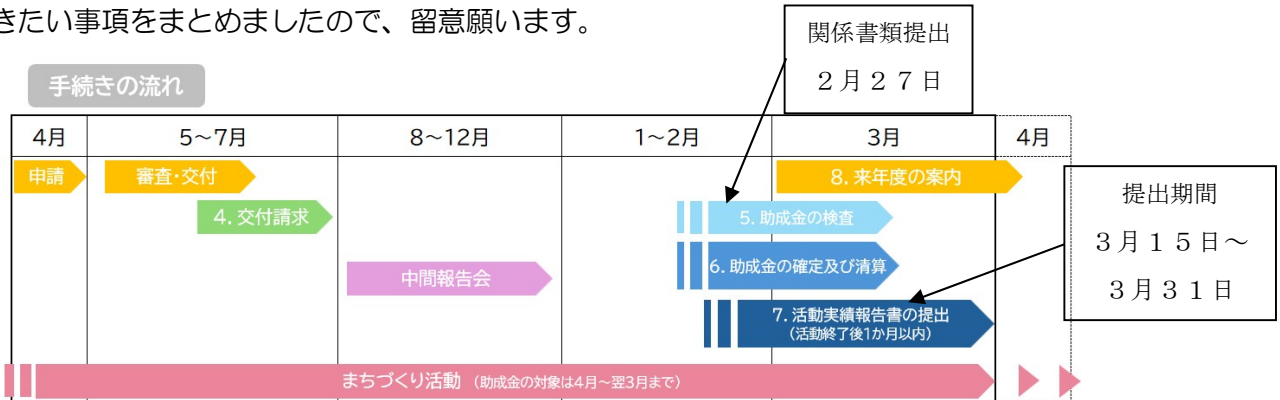 きたい事項をまとめましたので、留意願います。
関係書類提出
２月２７日
手続きの流れ
4月
5～7月
8～12月
1～2月
3月
4月
申請
審査・交付
8. 来年度の案内
4. 交付請求
5. 助成金の検査
提出期間
３月１５日～
３月３１日
中間報告会
6. 助成金の確定及び清算
7. 活動実績報告書の提出
（活動終了後1か月以内）
まちづくり活動 （助成金の対象は4月～翌3月まで）